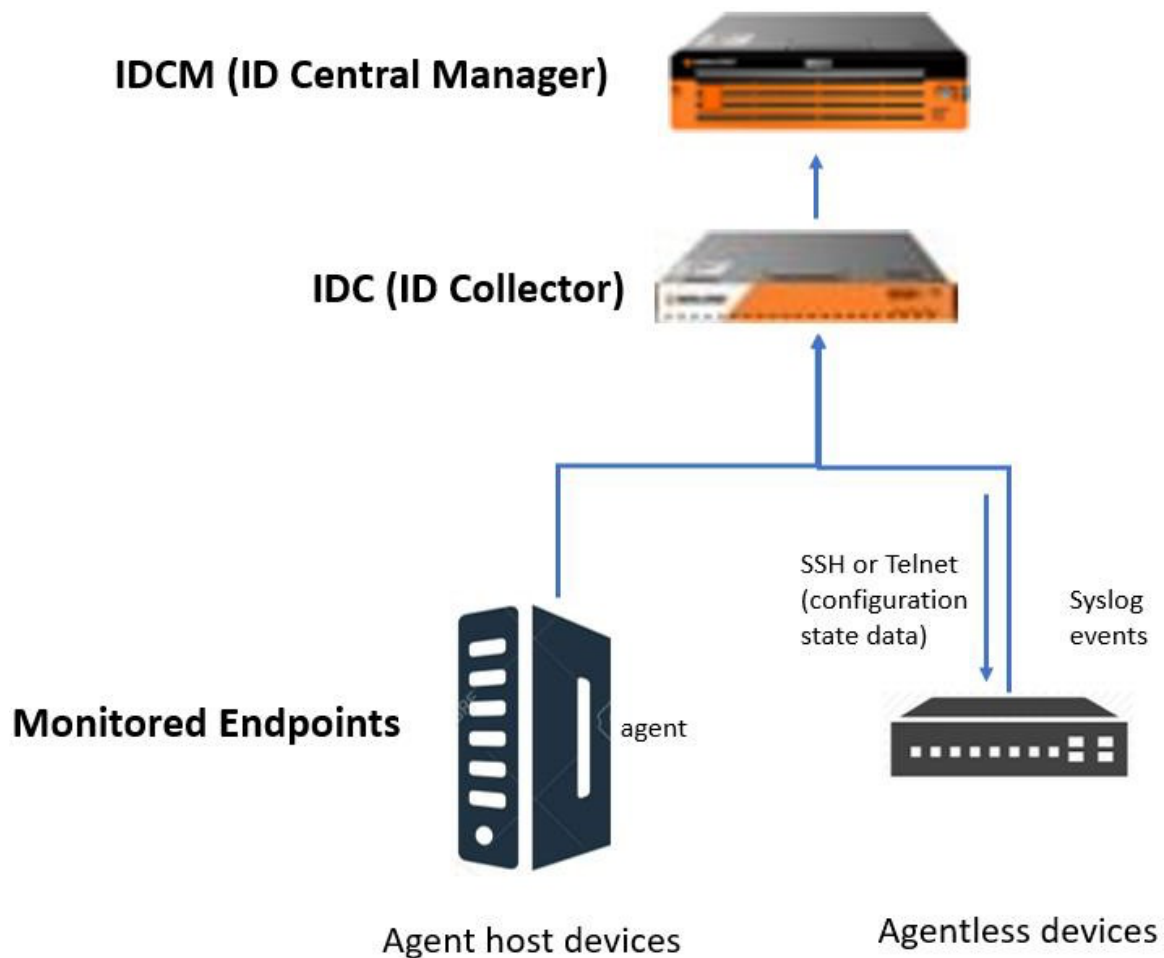 IDCM (ID Central Manager)
IDC (ID Collector)
SSH or Telnet
(configuration
state data)
Syslog
events
Monitored Endpoints
agent
Agent host devices
Agentless devices